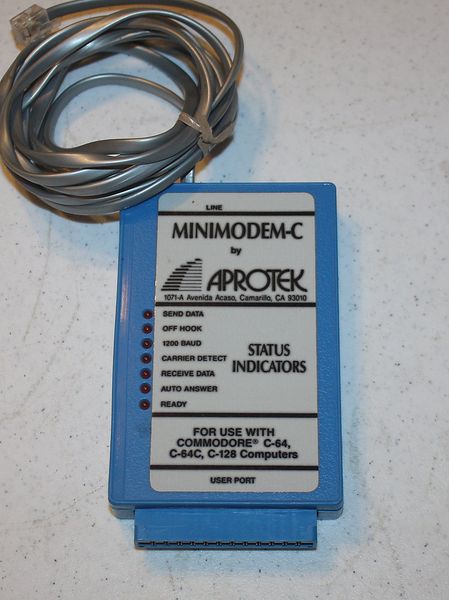 LINE
MINIMODEM-C
by
APROTEK
1071-A Avenida Acaso, Camarillo, CA 93010
SEND DATA
OFF HOOK
1200 BAUD
CARRIER DETECT
RECEIVE DATA
AUTO ANSWER
READY
STATUS
INDICATORS
FOR USE WITH
COMMODORE® C-64,
C-64C, C-128 Computers
USER PORT